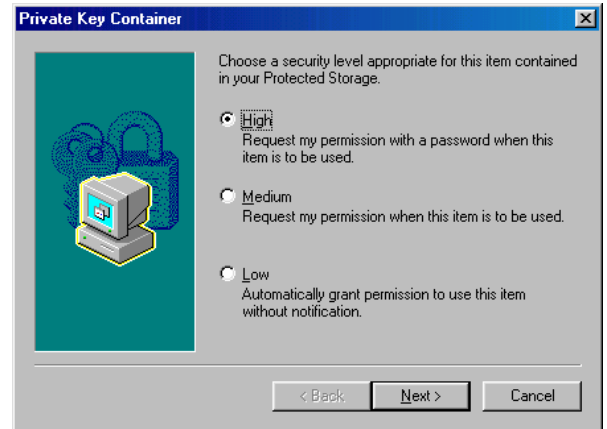 Private Key Container
Choose a security level appropriate for this item contained
in your Protected Storage.
High
Request my permission with a password when this
item is to be used.
Medium
Request my permission when this item is to be used.
Low
Automatically grant permission to use this item
without notification.
< Back
Next >
Cancel